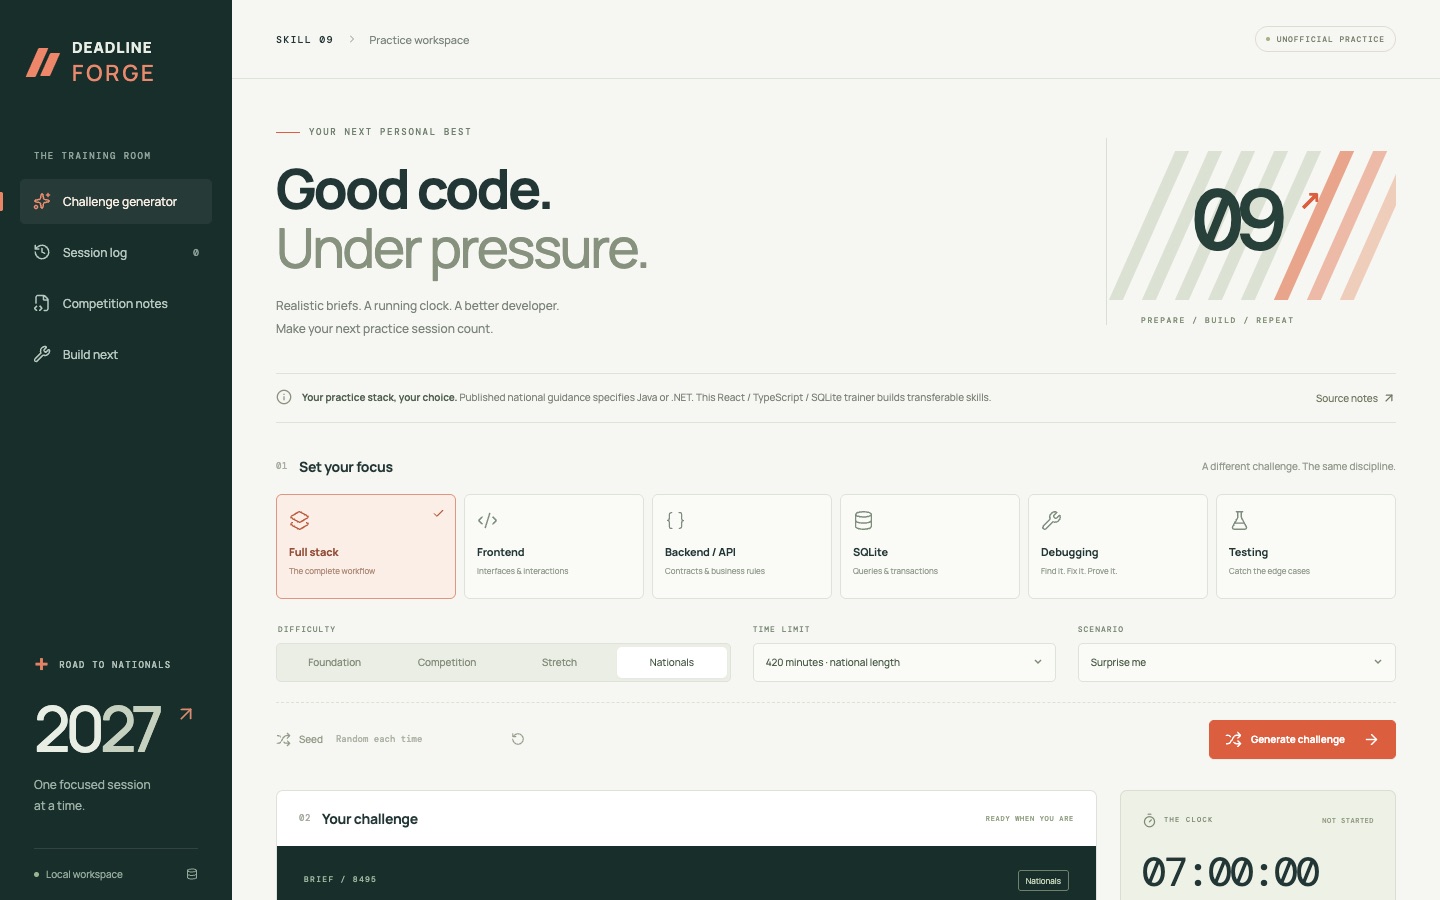 DEADLINE
FORGE
THE TRAINING ROOM
Challenge generator
Session log 0
Competition notes
Build next
ROAD TO NATIONALS
2027
One focused session
at a time.
Local workspace
SKILL 09
Practice workspace
UNOFFICIAL PRACTICE
YOUR NEXT PERSONAL BEST
Good code.
Under pressure.
Realistic briefs. A running clock. A better developer.
Make your next practice session count.
09
PREPARE / BUILD / REPEAT
Your practice stack, your choice. Published national guidance specifies Java or .NET. This React / TypeScript / SQLite trainer builds transferable skills.
Source notes
01 Set your focus
A different challenge. The same discipline.
Full stack
The complete workflow
Frontend
Interfaces & interactions
Backend / API
Contracts & business rules
SQLite
Queries & transactions
Debugging
Find it. Fix it. Prove it.
Testing
Catch the edge cases
DIFFICULTY
Foundation
Competition
Stretch
Nationals
TIME LIMIT
420 minutes · national length
SCENARIO
Surprise me
Seed
Random each time
Generate challenge
02 Your challenge
READY WHEN YOU ARE
BRIEF / 8495
Nationals
THE CLOCK
NOT STARTED
07:00:00